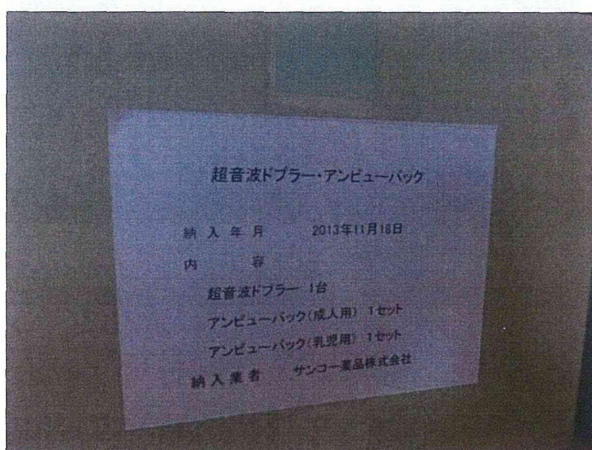 超音波ドプラー・アンビューバック
納入年月 2013年11月18日
内容
超音波ドプラー 1台
アンビューバック(成人用) 1セット
アンビューバック(乳児用) 1セット
納入業者 サンコー薬品株式会社